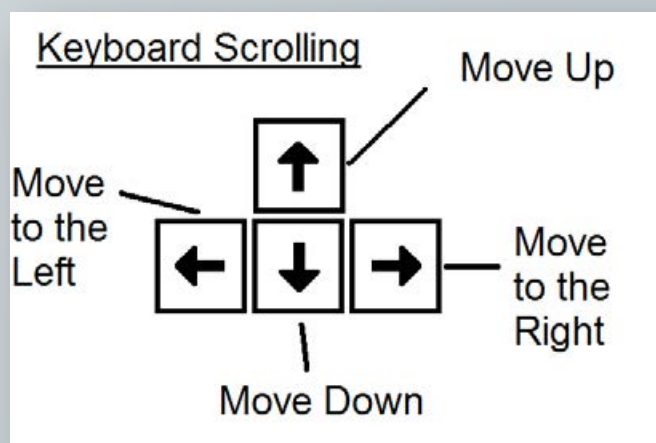 Keyboard Scrolling
Move Up
Move
to the
Left
Move
to the
Right
Move Down